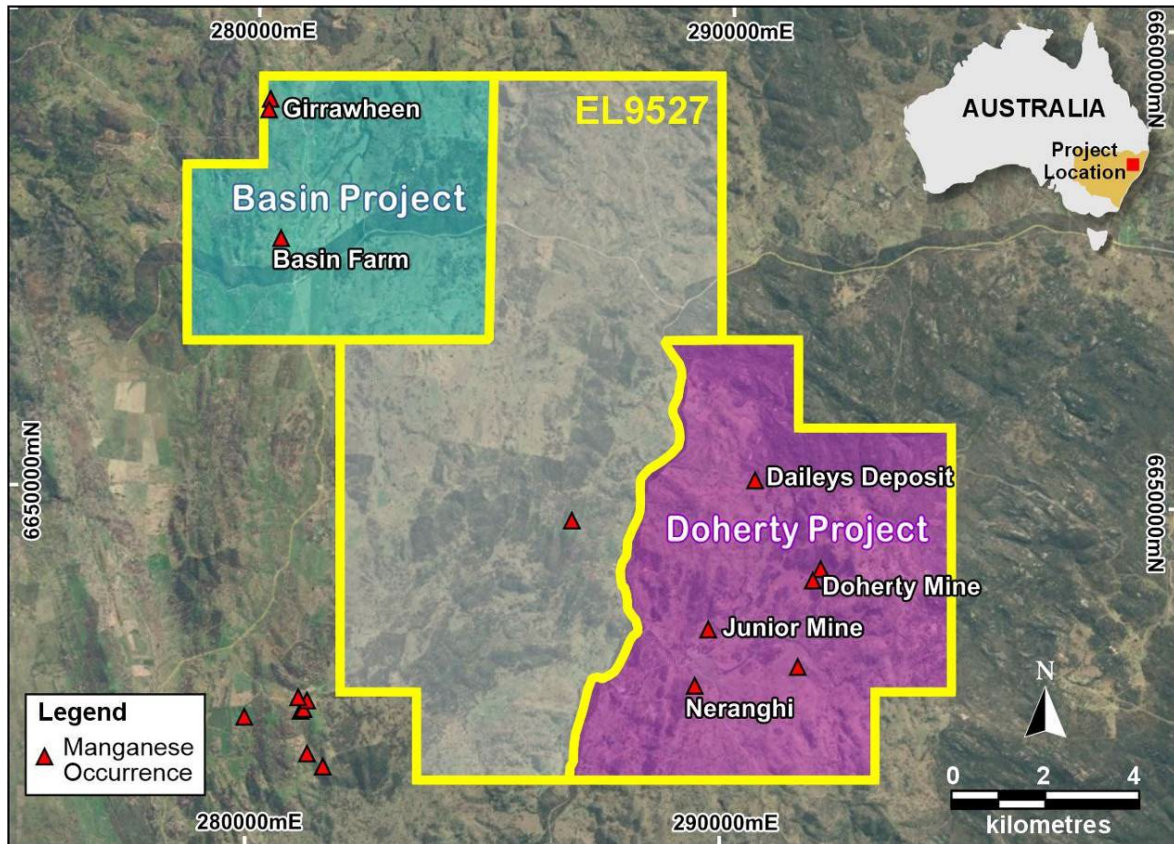 280000mE
290000mE
6660000mN
EL9527
AUSTRALIA
Project
Location
Girrawheen
Basin Project
Basin Farm
6650000mN
6650000mN
Daileys Deposit
Doherty Project
Doherty Mine
Junior Mine
Neranghi
N
Legend
Manganese
Occurrence
0 2 4
kilometres
280000mE
290000mE